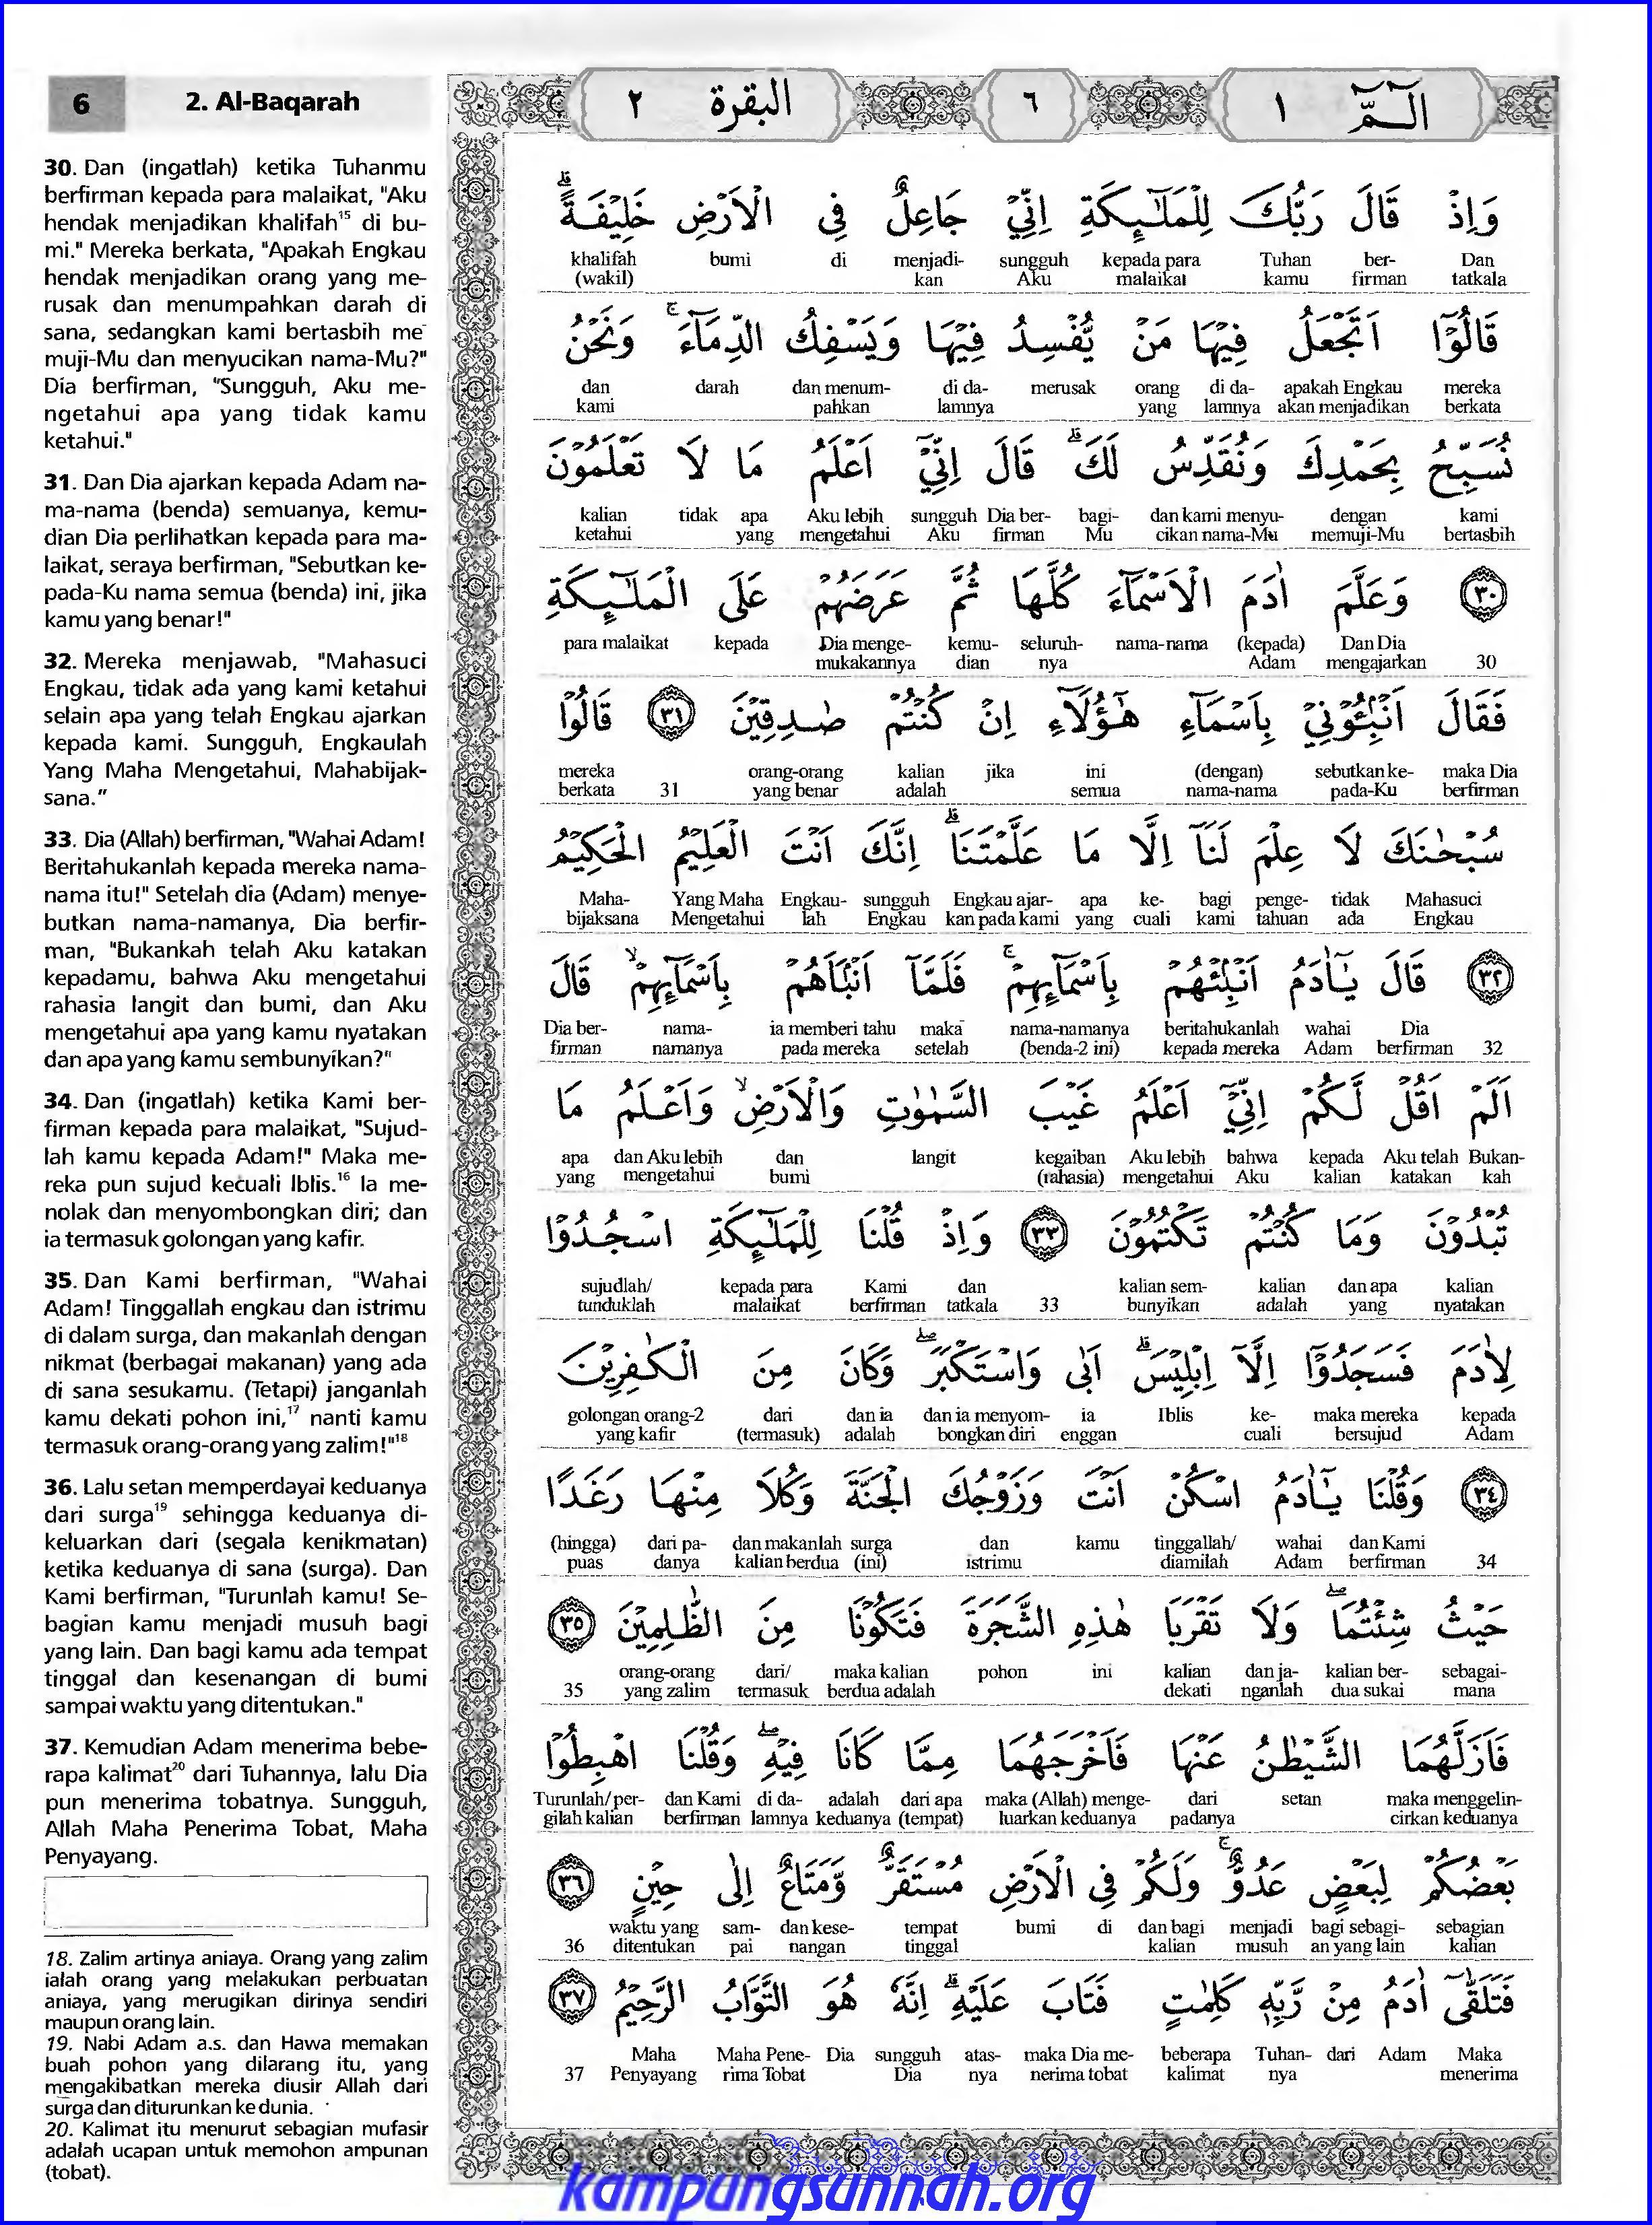 6
2. Al-Baqarah
30. Dan (ingatlah) ketika Tuhanmu
berfirman kepada para malaikat, "Aku
hendak menjadikan khalifah15 di bu-
mi." Mereka berkata, "Apakah Engkau
hendak menjadikan orang yang me-
rusak dan menumpahkan darah di
sana, sedangkan kami bertasbih me
muji-Mu dan menyucikan nama-Mu?"
Dia berfirman, "Sungguh, Aku me-
ngetahui apa yang tidak kamu
ketahui."
31. Dan Dia ajarkan kepada Adam na-
ma-nama (benda) semuanya, kemu-
dian Dia perlihatkan kepada para ma-
laikat, seraya berfirman, "Sebutkan ke-
pada-Ku nama semua (benda) ini, jika
kamu yang benar!"
32. Mereka menjawab, "Mahasuci
Engkau, tidak ada yang kami ketahui
selain apa yang telah Engkau ajarkan
kepada kami. Sungguh, Engkaulah
Yang Maha Mengetahui, Mahabijak-
sana."
33. Dia (Allah) berfirman, "Wahai Adam!
Beritahukanlah kepada mereka nama-
nama itu!" Setelah dia (Adam) menye-
butkan nama-namanya, Dia berfir-
man, "Bukankah telah Aku katakan
kepadamu, bahwa Aku mengetahui
rahasia langit dan bumi, dan Aku
mengetahui apa yang kamu nyatakan
dan apa yang kamu sembunyikan?"
34. Dan (ingatlah) ketika Kami ber-
firman kepada para malaikat, "Sujud-
lah kamu kepada Adam!" Maka me-
reka pun sujud kecuali Iblis.16 Ia me-
nolak dan menyombongkan diri; dan
ia termasuk golongan yang kafir.
35. Dan Kami berfirman, "Wahai
Adam! Tinggallah engkau dan istrimu
di dalam surga, dan makanlah dengan
nikmat (berbagai makanan) yang ada
di sana sesukamu. (Tetapi) janganlah
kamu dekati pohon ini,17 nanti kamu
termasuk orang-orang yang zalim!"18
36. Lalu setan memperdayai keduanya
dari surga19 sehingga keduanya di-
keluarkan dari (segala kenikmatan)
ketika keduanya di sana (surga). Dan
Kami berfirman, "Turunlah kamu! Se-
bagian kamu menjadi musuh bagi
yang lain. Dan bagi kamu ada tempat
tinggal dan kesenangan di bumi
sampai waktu yang ditentukan."
37. Kemudian Adam menerima bebe-
rapa kalimat20 dari Tuhannya, lalu Dia
pun menerima tobatnya. Sungguh,
Allah Maha Penerima Tobat, Maha
Penyayang.
18. Zalim artinya aniaya. Orang yang zalim
ialah orang yang melakukan perbuatan
aniaya, yang merugikan dirinya sendiri
maupun orang lain.
19. Nabi Adam a.s. dan Hawa memakan
buah pohon yang dilarang itu, yang
mengakibatkan mereka diusir Allah dari
surga dan diturunkan ke dunia.
20. Kalimat itu menurut sebagian mufasir
adalah ucapan untuk memohon ampunan
(tobat).
الۤمّۤ ١ ٦ البقرة ٢
وَاِذْ قَالَ رَبُّكَ لِلْمَلٰۤىِٕكَةِ اِنِّيْ جَاعِلٌ فِى الْاَرْضِ خَلِيْفَةً ۗ
khalifah bumi di menjadi- sungguh kepada para Tuhan ber- Dan
(wakil) kan Aku malaikat kamu firman tatkala
قَالُوْٓا اَتَجْعَلُ فِيْهَا مَنْ يُّفْسِدُ فِيْهَا وَيَسْفِكُ الدِّمَاۤءَ ۚ وَنَحْنُ
dan darah dan menum- di da- merusak orang di da- apakah Engkau mereka
kami pahkan lamnya yang lamnya akan menjadikan berkata
نُسَبِّحُ بِحَمْدِكَ وَنُقَدِّسُ لَكَ ۗ قَالَ اِنِّيْٓ اَعْلَمُ مَا لَا تَعْلَمُوْنَ
kalian tidak apa Aku lebih sungguh Dia ber- bagi- dan kami menyu- dengan kami
ketahui yang mengetahui Aku firman Mu cikan nama-Mu memuji-Mu bertasbih
٣٠ وَعَلَّمَ اٰدَمَ الْاَسْمَاۤءَ كُلَّهَا ثُمَّ عَرَضَهُمْ عَلَى الْمَلٰۤىِٕكَةِ
para malaikat kepada Dia menge- kemu- seluruh- nama-nama (kepada) Dan Dia
mukakannya dian nya Adam mengajarkan 30
فَقَالَ اَنْۢبِـُٔوْنِيْ بِاَسْمَاۤءِ هٰٓؤُلَاۤءِ اِنْ كُنْتُمْ صٰدِقِيْنَ ٣١ قَالُوْا
mereka orang-orang kalian jika ini (dengan) sebutkan ke- maka Dia
berkata 31 yang benar adalah semua nama-nama pada-Ku berfirman
سُبْحٰنَكَ لَا عِلْمَ لَنَآ اِلَّا مَا عَلَّمْتَنَا ۗ اِنَّكَ اَنْتَ الْعَلِيْمُ الْحَكِيْمُ
Maha- Yang Maha Engkau- sungguh Engkau ajar- apa ke- bagi penge- tidak Mahasuci
bijaksana Mengetahui lah Engkau kan pada kami yang cuali kami tahuan ada Engkau
٣٢ قَالَ يٰٓاٰدَمُ اَنْۢبِئْهُمْ بِاَسْمَاۤىِٕهِمْ ۚ فَلَمَّآ اَنْۢبَاَهُمْ بِاَسْمَاۤىِٕهِمْ ۙ قَالَ
Dia ber- nama- ia memberi tahu maka nama-namanya beritahukanlah wahai Dia
firman namanya pada mereka setelah (benda-2 ini) kepada mereka Adam berfirman 32
اَلَمْ اَقُلْ لَّكُمْ اِنِّيْٓ اَعْلَمُ غَيْبَ السَّمٰوٰتِ وَالْاَرْضِ ۙ وَاَعْلَمُ مَا
apa dan Aku lebih dan langit kegaiban Aku lebih bahwa kepada Aku telah Bukan-
yang mengetahui bumi (rahasia) mengetahui Aku kalian katakan kah
تُبْدُوْنَ وَمَا كُنْتُمْ تَكْتُمُوْنَ ٣٣ وَاِذْ قُلْنَا لِلْمَلٰۤىِٕكَةِ اسْجُدُوْا
sujudlah/ kepada para Kami dan kalian sem- kalian dan apa kalian
tunduklah malaikat berfirman tatkala 33 bunyikan adalah yang nyatakan
لِاٰدَمَ فَسَجَدُوْٓا اِلَّآ اِبْلِيْسَ ۗ اَبٰى وَاسْتَكْبَرَ ۖ وَكَانَ مِنَ الْكٰفِرِيْنَ
golongan orang-2 dari dan ia dan ia menyom- ia Iblis ke- maka mereka kepada
yang kafir (termasuk) adalah bongkan diri enggan cuali bersujud Adam
٣٤ وَقُلْنَا يٰٓاٰدَمُ اسْكُنْ اَنْتَ وَزَوْجُكَ الْجَنَّةَ وَكُلَا مِنْهَا رَغَدًا
(hingga) dari pa- dan makanlah surga dan kamu tinggallah/ wahai dan Kami
puas danya kalian berdua (ini) istrimu diamilah Adam berfirman 34
حَيْثُ شِئْتُمَا ۖ وَلَا تَقْرَبَا هٰذِهِ الشَّجَرَةَ فَتَكُوْنَا مِنَ الظّٰلِمِيْنَ ٣٥
orang-orang dari/ maka kalian pohon ini kalian dan ja- kalian ber- sebagai-
35 yang zalim termasuk berdua adalah dekati nganlah dua sukai mana
فَاَزَلَّهُمَا الشَّيْطٰنُ عَنْهَا فَاَخْرَجَهُمَا مِمَّا كَانَا فِيْهِ ۖ وَقُلْنَا اهْبِطُوْا
Turunlah/per- dan Kami di da- adalah dari apa maka (Allah) menge- dari setan maka menggelin-
gilah kalian berfirman lamnya keduanya (tempat) luarkan keduanya padanya cirkan keduanya
بَعْضُكُمْ لِبَعْضٍ عَدُوٌّ ۚ وَلَكُمْ فِى الْاَرْضِ مُسْتَقَرٌّ وَّمَتَاعٌ اِلٰى حِيْنٍ ٣٦
waktu yang sam- dan kese- tempat bumi di dan bagi menjadi bagi sebagi- sebagian
36 ditentukan pai nangan tinggal kalian musuh an yang lain kalian
فَتَلَقّٰٓى اٰدَمُ مِنْ رَّبِّهٖ كَلِمٰتٍ فَتَابَ عَلَيْهِ ۗ اِنَّهٗ هُوَ التَّوَّابُ الرَّحِيْمُ ٣٧
Maha Maha Pene- Dia sungguh atas- maka Dia me- beberapa Tuhan- dari Adam Maka
37 Penyayang rima Tobat Dia nya nerima tobat kalimat nya menerima
kampungsunnah.org